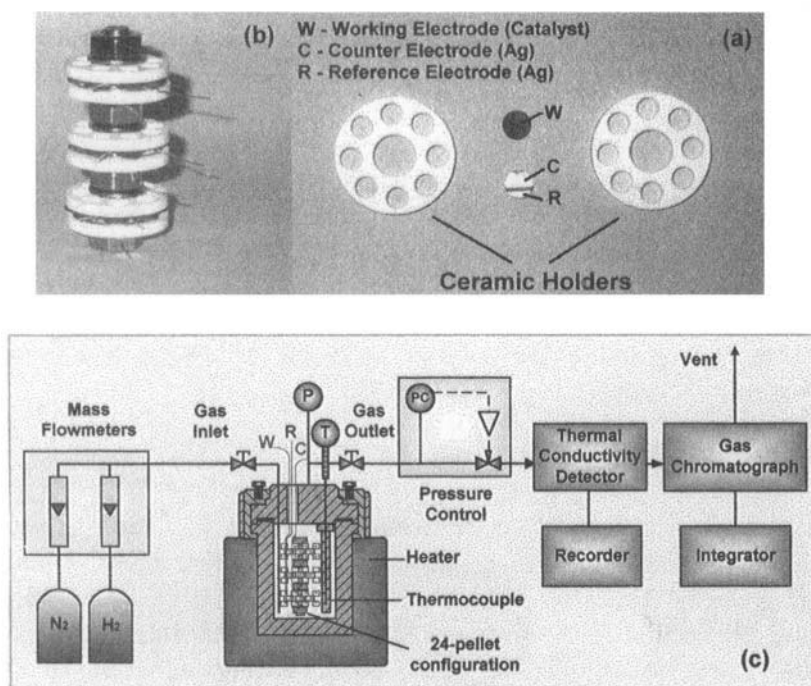 (b)
W - Working Electrode (Catalyst)
C - Counter Electrode (Ag)
R - Reference Electrode (Ag)
(a)
W
C
R
Ceramic Holders
Mass
Flowmeters
Gas
Inlet
W
R
C
P
T
Gas
Outlet
PC
Pressure
Control
Vent
Thermal
Conductivity
Detector
Gas
Chromatograph
Recorder
Integrator
Heater
Thermocouple
24-pellet
configuration
N2
H2
(c)